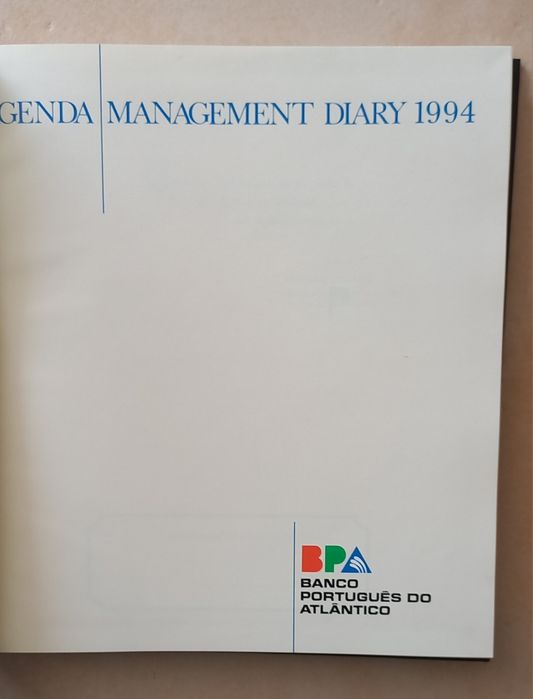 GENDA MANAGEMENT DIARY 1994
BPA
BANCO
PORTUGUÊS DO
ATLÂNTICO